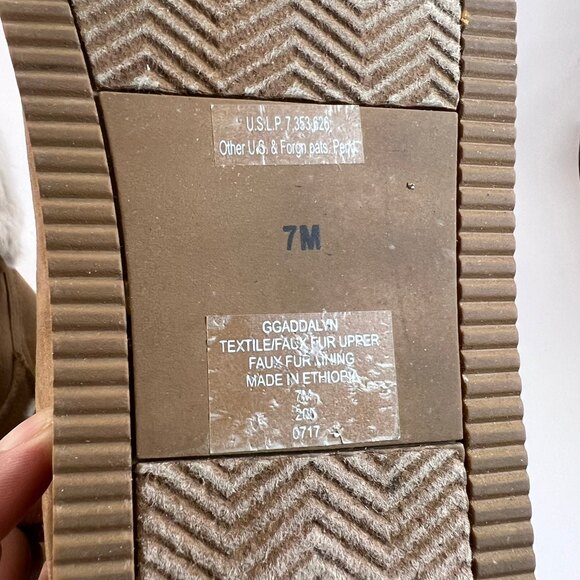 U.S.L.P. 7,353,626;
Other U.S. & Forgn pats. Pend.
7M
GGADDALYN
TEXTILE/FAUX FUR UPPER
FAUX FUR LINING
MADE IN ETHIOPIA
7M
0717